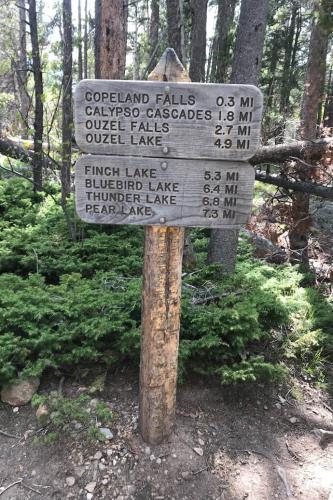 COPELAND FALLS 0.3 MI
CALYPSO CASCADES 1.8 MI
OUZEL FALLS 2.7 MI
OUZEL LAKE 4.9 MI
FINCH LAKE 5.3 MI
BLUEBIRD LAKE 6.4 MI
THUNDER LAKE 6.8 MI
PEAR LAKE 7.3 MI